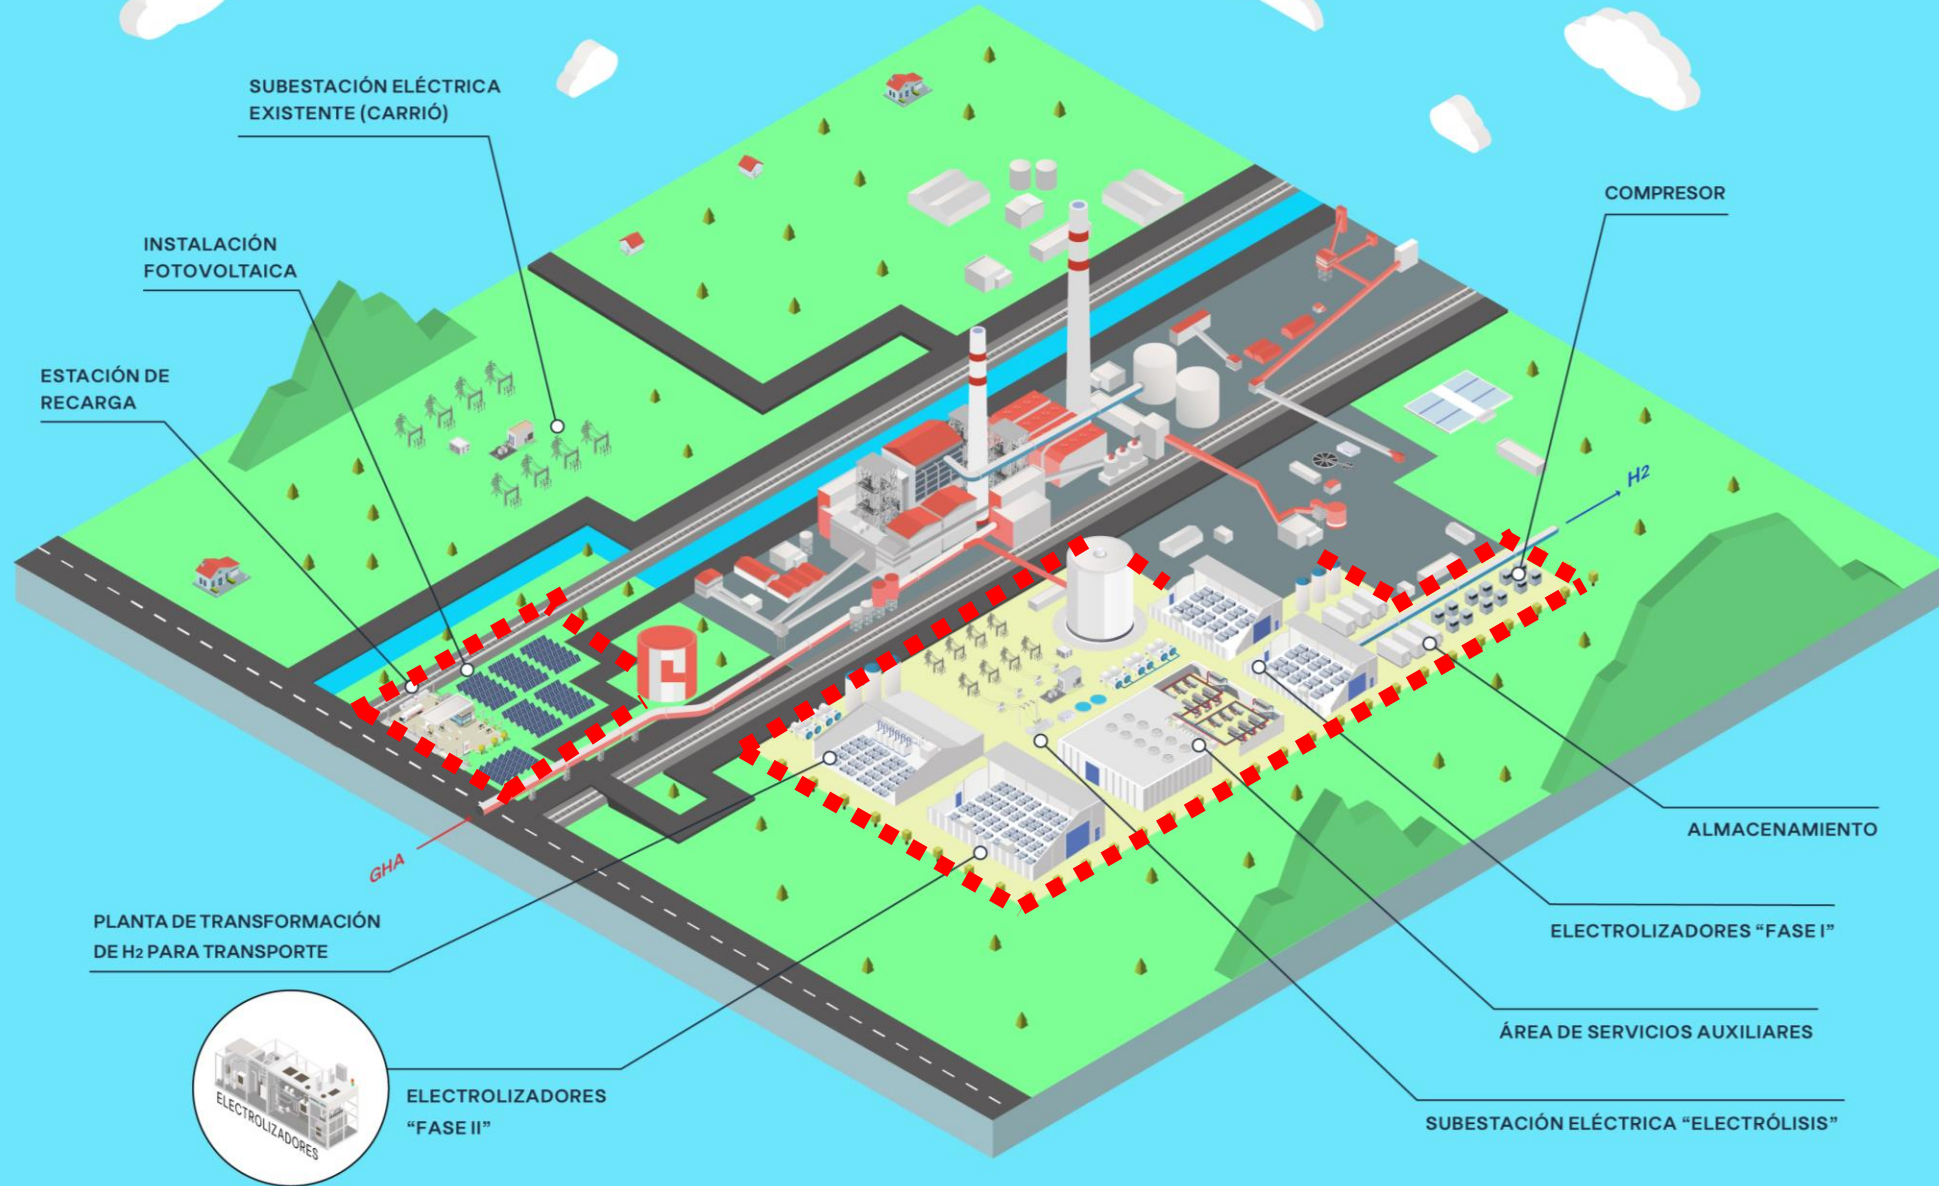 SUBESTACIÓN ELÉCTRICA
EXISTENTE (CARRIÓ)
COMPRESOR
INSTALACIÓN
FOTOVOLTAICA
ESTACIÓN DE
RECARGA
H2
GHA
ALMACENAMIENTO
PLANTA DE TRANSFORMACIÓN
DE H2 PARA TRANSPORTE
ELECTROLIZADORES “FASE I”
ÁREA DE SERVICIOS AUXILIARES
ELECTROLIZADORES
ELECTROLIZADORES
“FASE II”
SUBESTACIÓN ELÉCTRICA “ELECTRÓLISIS”